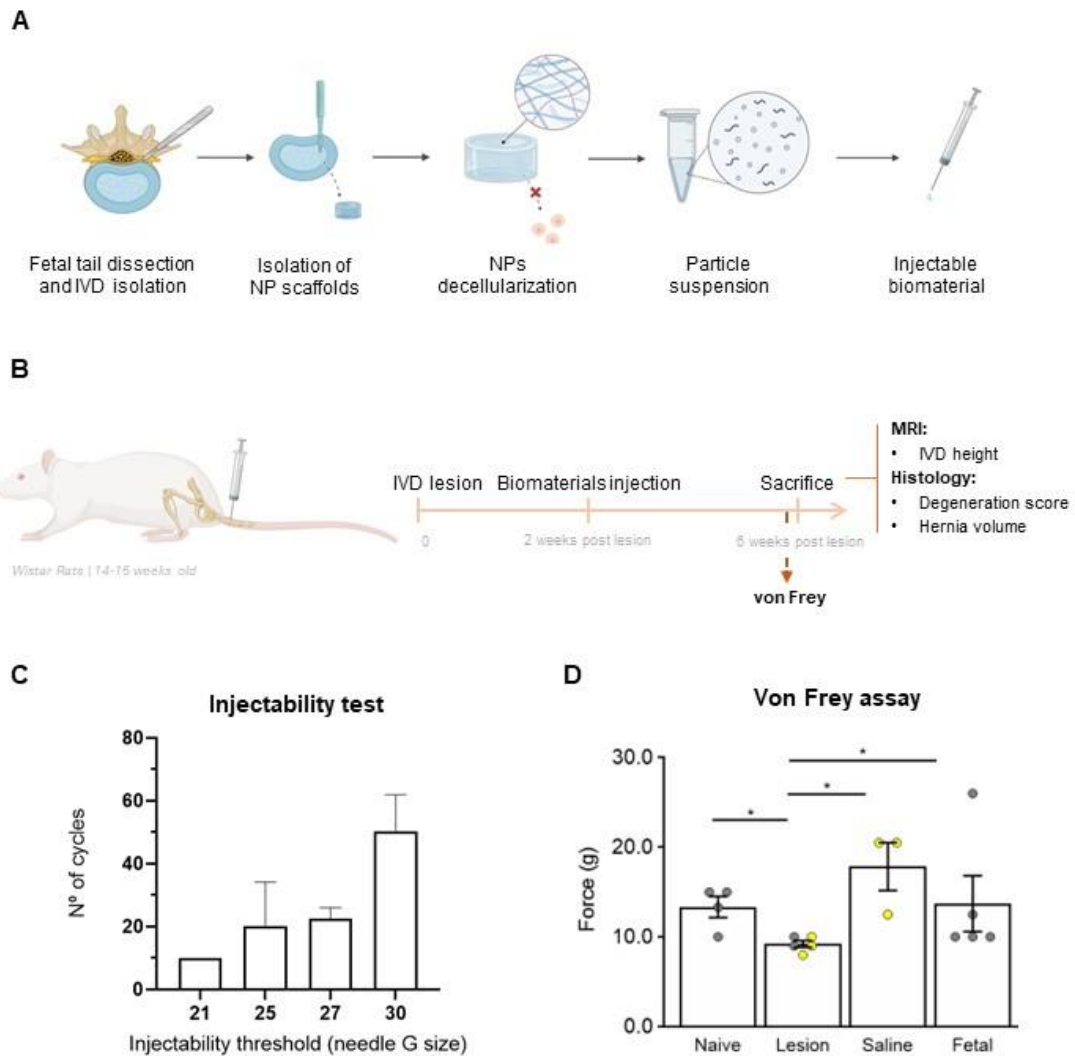 A
Fetal tail dissection
and IVD isolation
Isolation of
NP scaffolds
NPs
decellularization
Particle
suspension
Injectable
biomaterial
B
Wistar Rats | 14-15 weeks old
IVD lesion
Biomaterials injection
Sacrifice
0
2 weeks post lesion
6 weeks post lesion
von Frey
MRI:
• IVD height
Histology:
• Degeneration score
• Hernia volume
C
Injectability test
Nº of cycles
80
60
40
20
0
21 25 27 30
Injectability threshold (needle G size)
D
Von Frey assay
Force (g)
30.0
20.0
10.0
0.0
*
*
*
Naive Lesion Saline Fetal